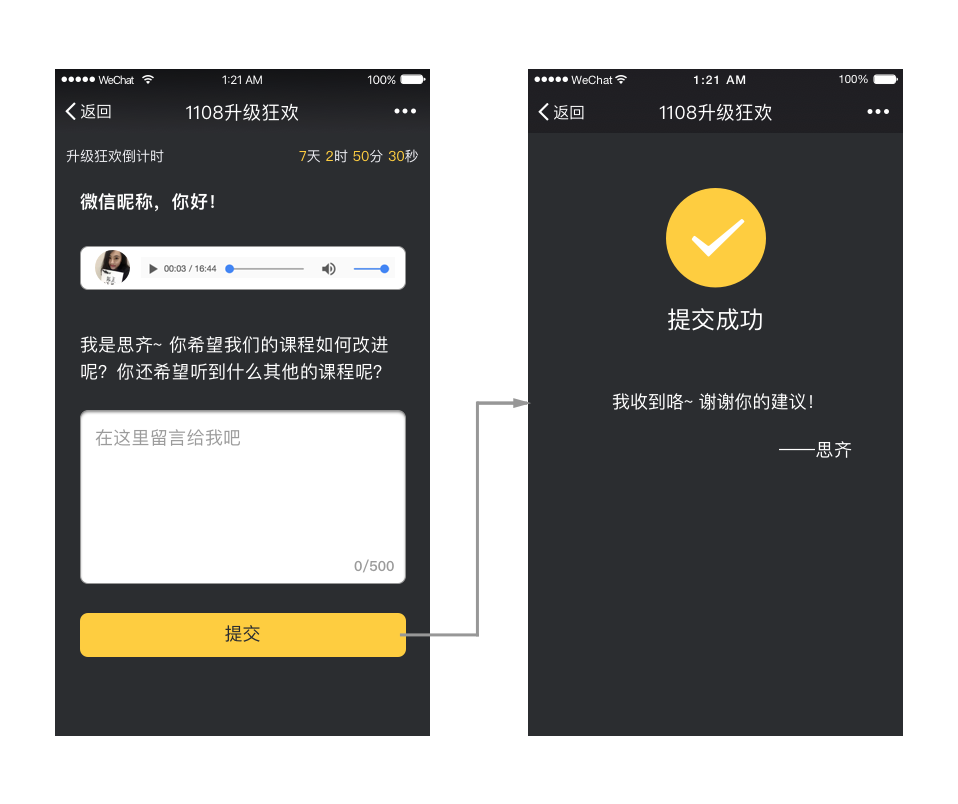 WeChat 1:21 AM 100%
返回 1108升级狂欢
升级狂欢倒计时 7天 2时 50分 30秒
微信昵称，你好！
00:03 / 16:44
我是思齐~ 你希望我们的课程如何改进
呢？你还希望听到什么其他的课程呢？
在这里留言给我吧
0/500
提交
WeChat 1:21 AM 100%
返回 1108升级狂欢
提交成功
我收到咯~ 谢谢你的建议！
——思齐